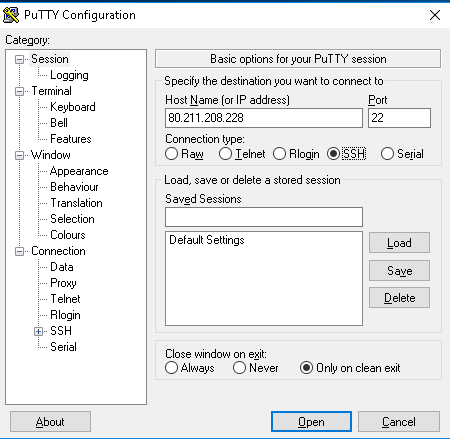 PuTTY Configuration
Category:
Session
Logging
Terminal
Keyboard
Bell
Features
Window
Appearance
Behaviour
Translation
Selection
Colours
Connection
Data
Proxy
Telnet
Rlogin
SSH
Serial
Basic options for your PuTTY session
Specify the destination you want to connect to
Host Name (or IP address) Port
80.211.208.228 22
Connection type:
Raw Telnet Rlogin SSH Serial
Load, save or delete a stored session
Saved Sessions
Default Settings
Load
Save
Delete
Close window on exit:
Always Never Only on clean exit
About Open Cancel